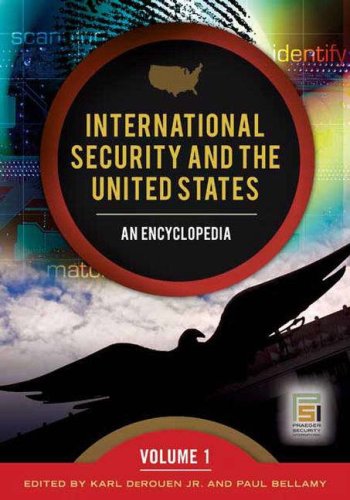 scan
identify
INTERNATIONAL
SECURITY AND THE
UNITED STATES
AN ENCYCLOPEDIA
match
PSI
PRAEGER
SECURITY
INTERNATIONAL
VOLUME 1
EDITED BY KARL DEROUEN JR. AND PAUL BELLAMY